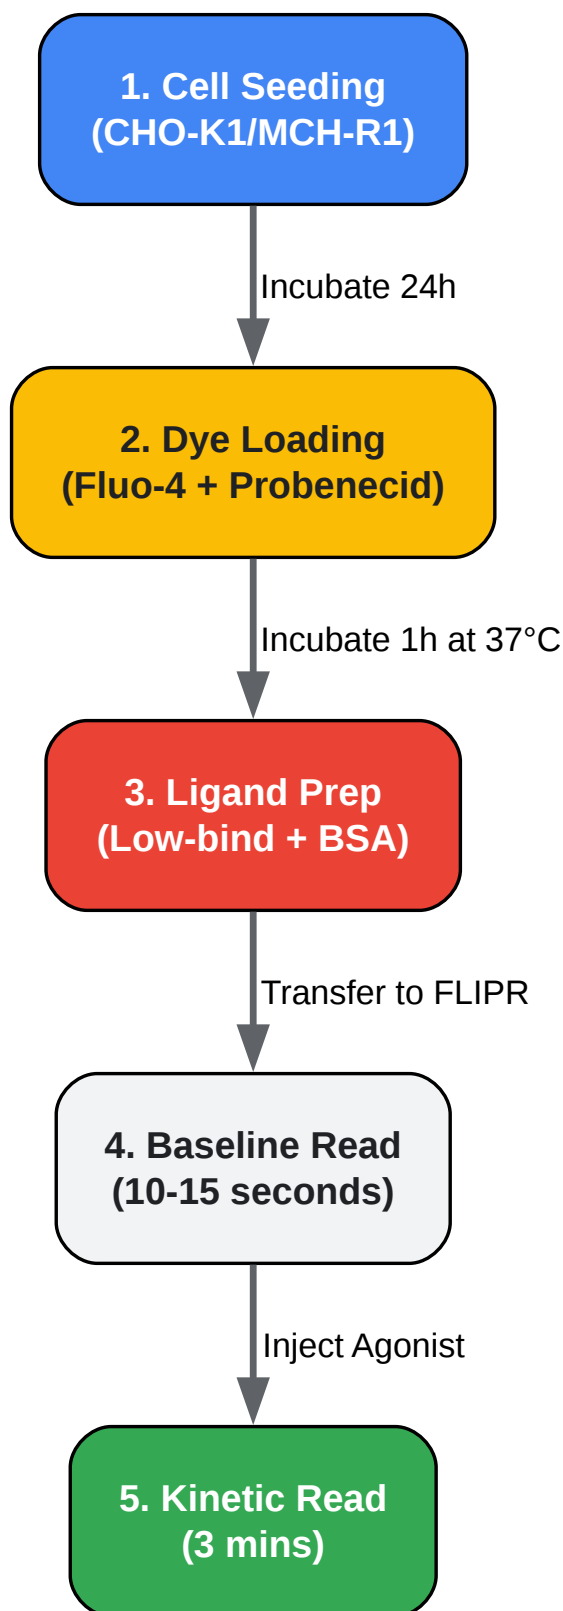 1. Cell Seeding
(CHO-K1/MCH-R1)
Incubate 24h
2. Dye Loading
(Fluo-4 + Probenecid)
Incubate 1h at 37°C
3. Ligand Prep
(Low-bind + BSA)
Transfer to FLIPR
4. Baseline Read
(10-15 seconds)
Inject Agonist
5. Kinetic Read
(3 mins)